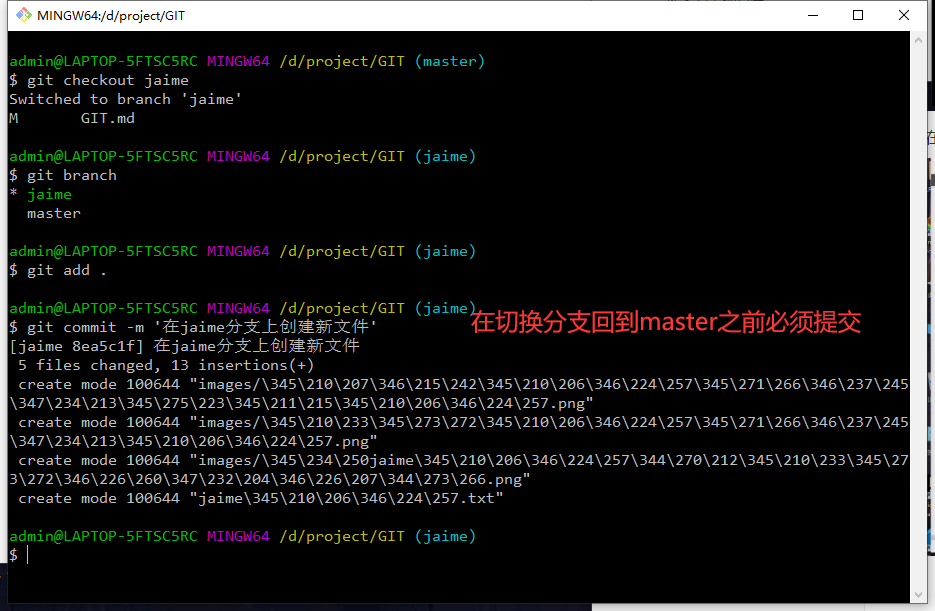 MINGW64:/d/project/GIT
admin@LAPTOP-5FTSC5RC MINGW64 /d/project/GIT (master)
$ git checkout jaime
Switched to branch 'jaime'
M       GIT.md
admin@LAPTOP-5FTSC5RC MINGW64 /d/project/GIT (jaime)
$ git branch
* jaime
  master
admin@LAPTOP-5FTSC5RC MINGW64 /d/project/GIT (jaime)
$ git add .
admin@LAPTOP-5FTSC5RC MINGW64 /d/project/GIT (jaime)
$ git commit -m '在jaime分支上创建新文件'
在切换分支回到master之前必须提交
[jaime 8ea5c1f] 在jaime分支上创建新文件
 5 files changed, 13 insertions(+)
 create mode 100644 "images/\345\210\207\346\215\242\345\210\206\346\224\257\345\271\266\346\237\245
\347\234\213\345\275\223\345\211\215\345\210\206\346\224\257.png"
 create mode 100644 "images/\345\210\233\345\273\272\345\210\206\346\224\257\345\271\266\346\237\245
\347\234\213\345\210\206\346\224\257.png"
 create mode 100644 "images/\345\234\250jaime\345\210\206\346\224\257\344\270\212\345\210\233\345\27
3\272\346\226\260\347\232\204\346\226\207\344\273\266.png"
 create mode 100644 "jaime\345\210\206\346\224\257.txt"
admin@LAPTOP-5FTSC5RC MINGW64 /d/project/GIT (jaime)
$